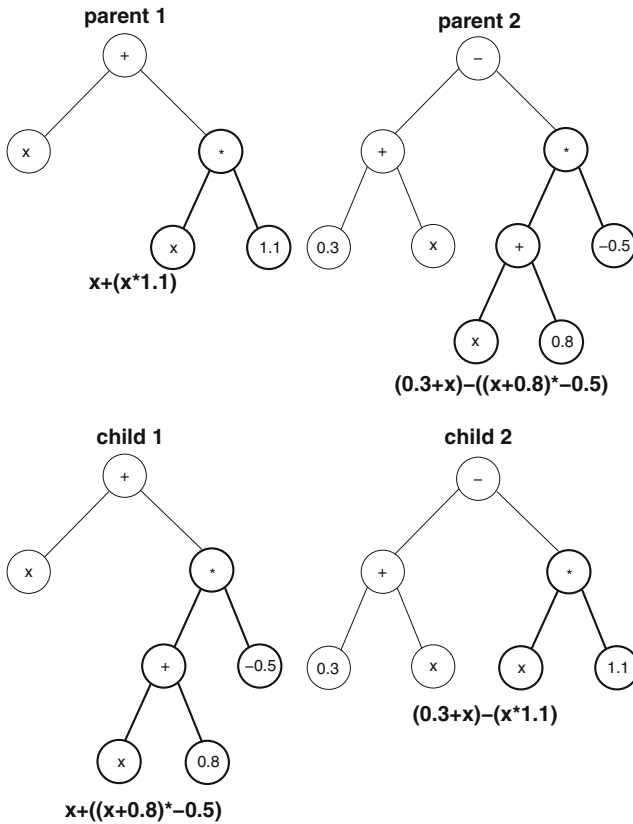 parent 1
+
x
*
x
1.1
x+(x*1.1)
parent 2
−
+
*
0.3
x
+
−0.5
x
0.8
(0.3+x)−((x+0.8)*−0.5)
child 1
+
x
*
+
−0.5
x
0.8
x+((x+0.8)*−0.5)
child 2
−
+
*
0.3
x
x
1.1
(0.3+x)−(x*1.1)